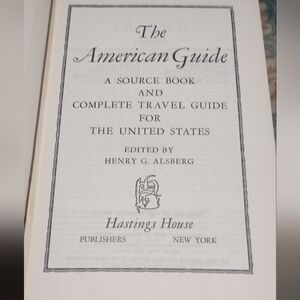 The
American Guide
A SOURCE BOOK
AND
COMPLETE TRAVEL GUIDE
FOR
THE UNITED STATES
EDITED BY
HENRY G. ALSBERG
Hastings House
PUBLISHERS NEW YORK